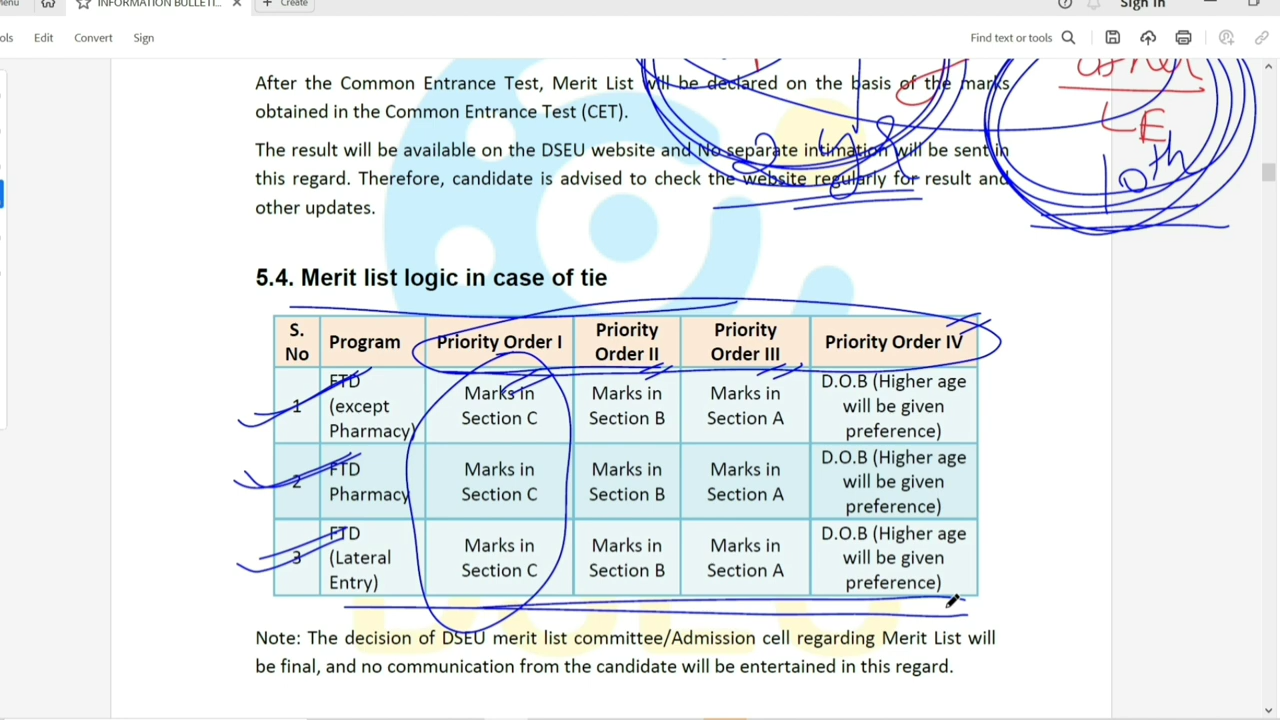 INFORMATION BULLETI...
Create
Sign In
Edit Convert Sign
Find text or tools
After the Common Entrance Test, Merit List will be declared on the basis of the marks
obtained in the Common Entrance Test (CET).
The result will be available on the DSEU website and No separate intimation will be sent in
this regard. Therefore, candidate is advised to check the website regularly for result and
other updates.
LE
10th
5.4. Merit list logic in case of tie
S. No Program Priority Order I Priority Order II Priority Order III Priority Order IV
1 FTD (except Pharmacy) Marks in Section C Marks in Section B Marks in Section A D.O.B (Higher age will be given preference)
2 FTD Pharmacy Marks in Section C Marks in Section B Marks in Section A D.O.B (Higher age will be given preference)
3 FTD (Lateral Entry) Marks in Section C Marks in Section B Marks in Section A D.O.B (Higher age will be given preference)
Note: The decision of DSEU merit list committee/Admission cell regarding Merit List will
be final, and no communication from the candidate will be entertained in this regard.